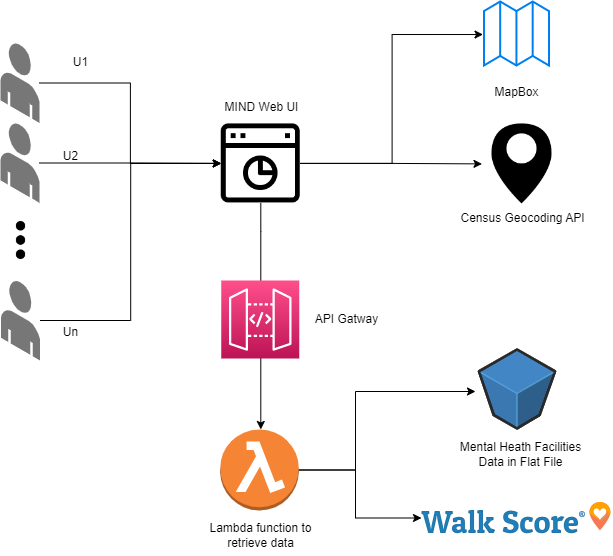 U1
U2
Un
MIND Web UI
MapBox
Census Geocoding API
API Gatway
</>
Lambda function to
retrieve data
Mental Heath Facilities
Data in Flat File
Walk Score®